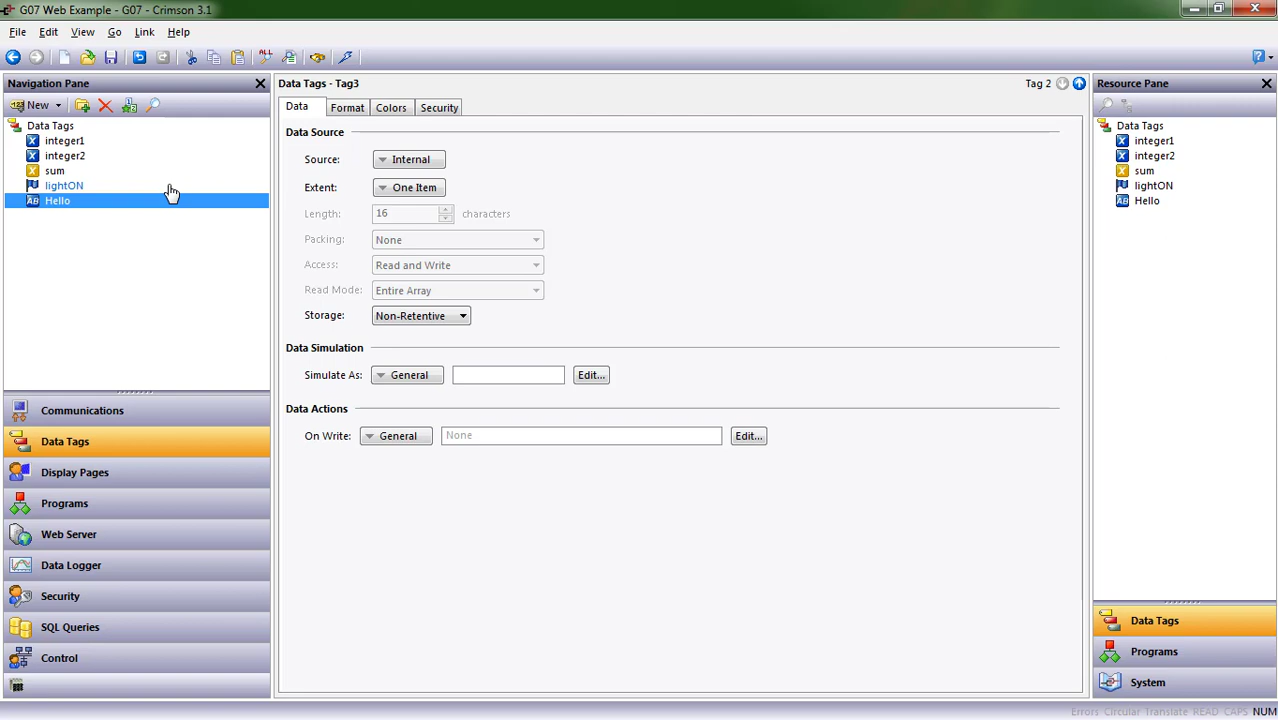 G07 Web Example - G07 - Crimson 3.1
File Edit View Go Link Help
ALL
Navigation Pane
Data Tags - Tag3
Tag 2
Resource Pane
New
Data Format Colors Security
Data Tags
integer1
integer2
sum
lightON
AB Hello
Data Source
Source: Internal
Extent: One Item
Length: 16 characters
Packing: None
Access: Read and Write
Read Mode: Entire Array
Storage: Non-Retentive
Data Simulation
Simulate As: General Edit...
Data Actions
On Write: General None Edit...
Data Tags
integer1
integer2
sum
lightON
AB Hello
Communications
Data Tags
Display Pages
Programs
Web Server
Data Logger
Security
SQL Queries
Control
Data Tags
Programs
System
Errors Circular Translate READ CAPS NUM